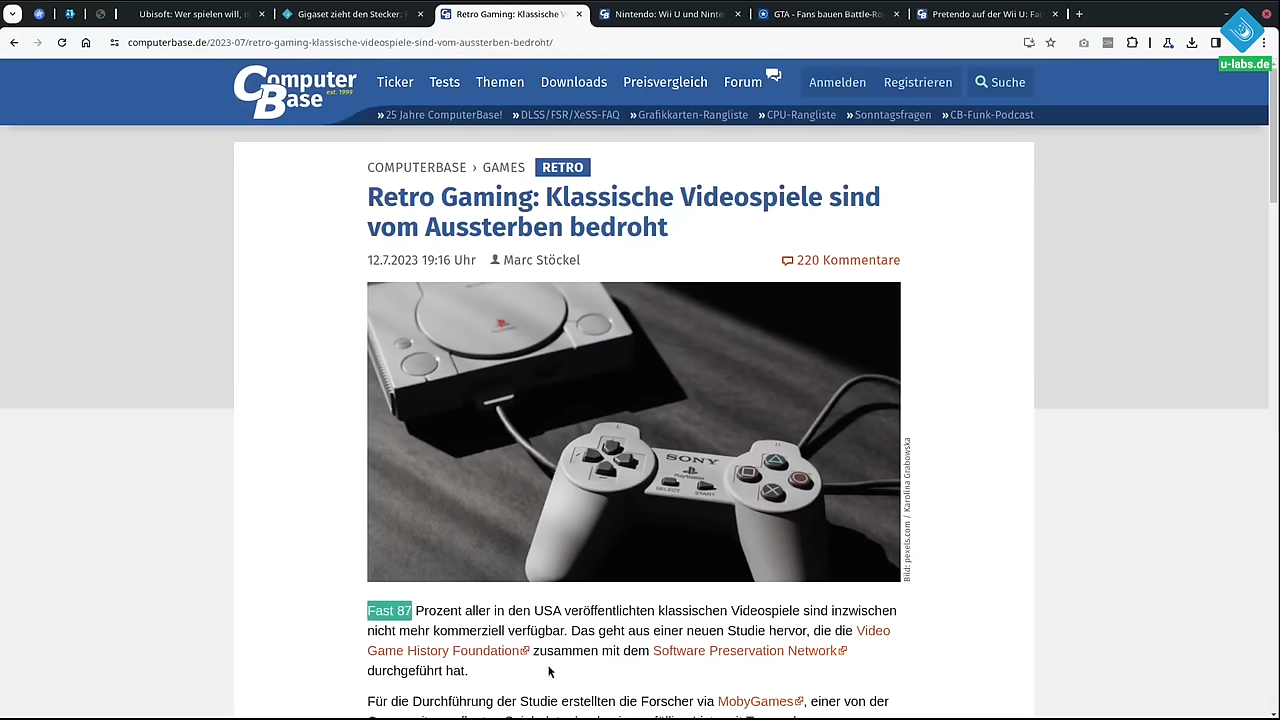 Ubisoft: Wer spielen will, n
Gigaset zieht den Stecker:
Retro Gaming: Klassische V
Nintendo: Wii U und Ninte
GTA - Fans bauen Battle-Ro
Pretendo auf der Wii U: Fa
computerbase.de/2023-07/retro-gaming-klassische-videospiele-sind-vom-aussterben-bedroht/
u-labs.de
Computer Base est. 1999
Ticker Tests Themen Downloads Preisvergleich Forum Anmelden Registrieren Suche
»25 Jahre ComputerBase! »DLSS/FSR/XeSS-FAQ »Grafikkarten-Rangliste »CPU-Rangliste »Sonntagsfragen »CB-Funk-Podcast
COMPUTERBASE › GAMES RETRO
Retro Gaming: Klassische Videospiele sind
vom Aussterben bedroht
12.7.2023 19:16 Uhr Marc Stöckel 220 Kommentare
SONY
PlayStation
SELECT START
Bild: pexels.com / Karolina Grabowska
Fast 87 Prozent aller in den USA veröffentlichten klassischen Videospiele sind inzwischen
nicht mehr kommerziell verfügbar. Das geht aus einer neuen Studie hervor, die die Video
Game History Foundation zusammen mit dem Software Preservation Network
durchgeführt hat.
Für die Durchführung der Studie erstellten die Forscher via MobyGames, einer von der